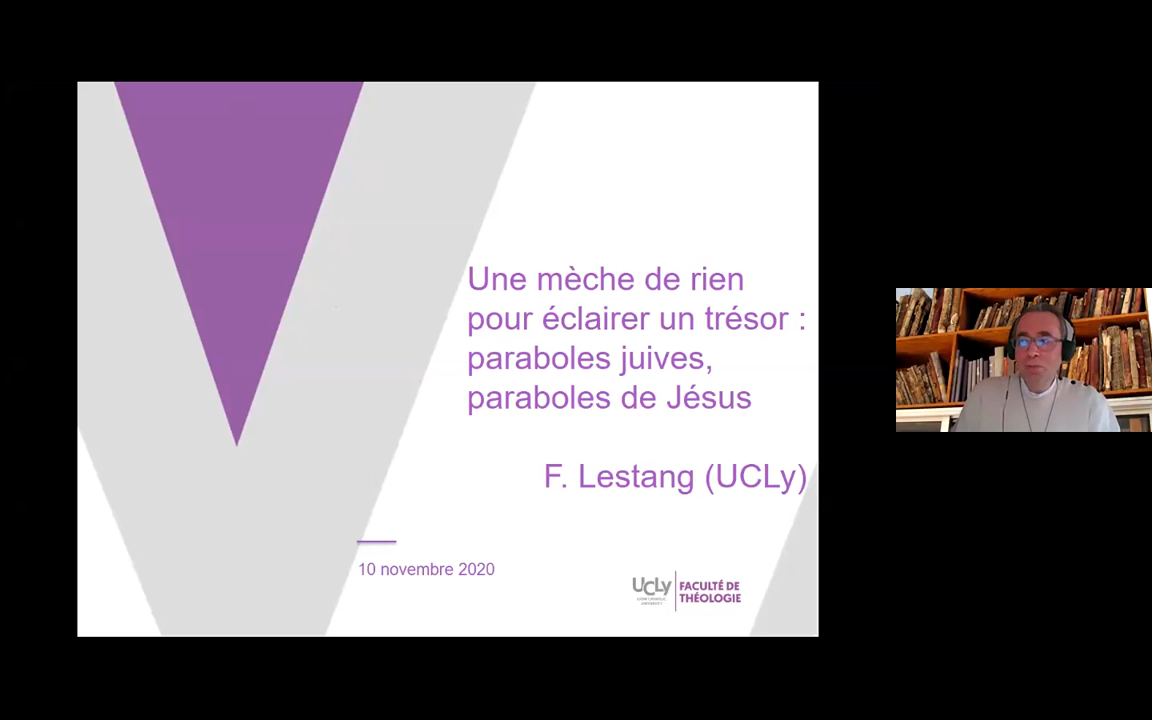 Une mèche de rien
pour éclairer un trésor :
paraboles juives,
paraboles de Jésus
F. Lestang (UCLy)
10 novembre 2020
UCLy
FACULTÉ DE
THÉOLOGIE